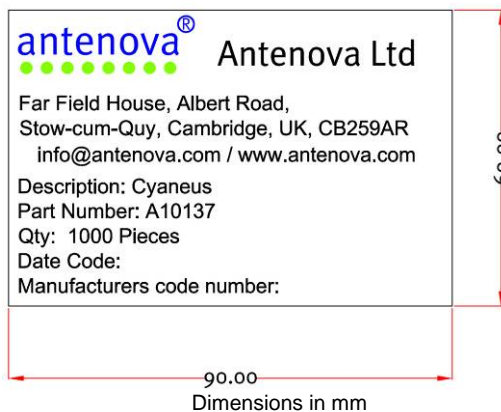 antenova®
Antenova Ltd
Far Field House, Albert Road,
Stow-cum-Quy, Cambridge, UK, CB259AR
info@antenova.com / www.antenova.com
Description: Cyaneus
Part Number: A10137
Qty: 1000 Pieces
Date Code:
Manufacturers code number:
90.00
Dimensions in mm